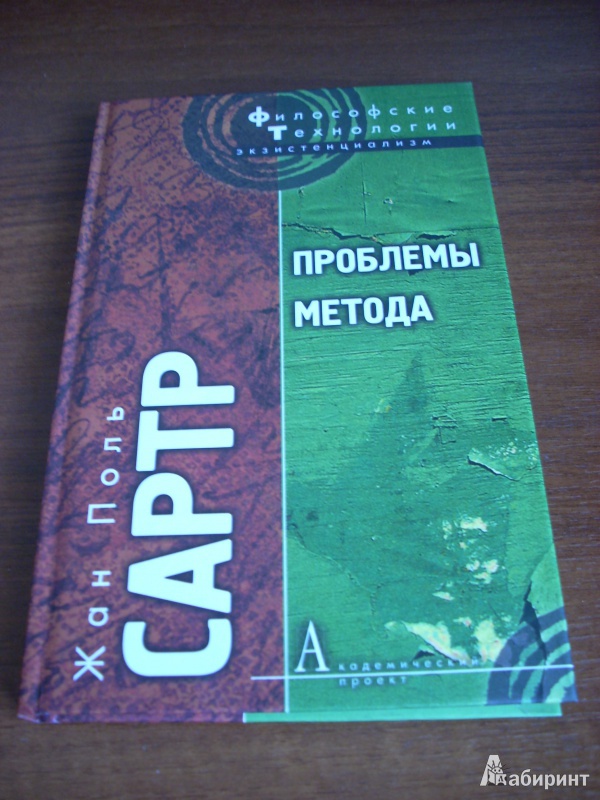 Философские
Технологии
экзистенциализм
ПРОБЛЕМЫ
МЕТОДА
Жан Поль
САРТР
Академический
проект
Лабиринт